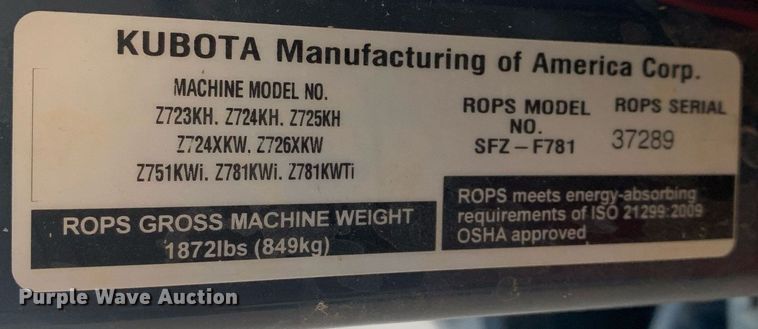 KUBOTA Manufacturing of America Corp.
MACHINE MODEL NO.
Z723KH. Z724KH. Z725KH
Z724XKW. Z726XKW
Z751KWi. Z781KWi. Z781KWTi
ROPS MODEL NO.
SFZ-F781
ROPS SERIAL
37289
ROPS GROSS MACHINE WEIGHT
1872lbs (849kg)
ROPS meets energy-absorbing
requirements of ISO 21299:2009
OSHA approved
Purple Wave Auction